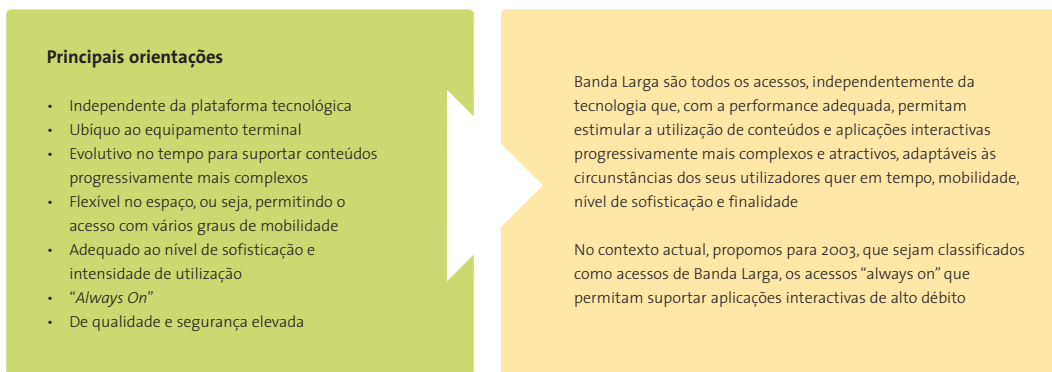 Principais orientações
• Independente da plataforma tecnológica
• Ubíquo ao equipamento terminal
• Evolutivo no tempo para suportar conteúdos
progressivamente mais complexos
• Flexível no espaço, ou seja, permitindo o
acesso com vários graus de mobilidade
• Adequado ao nível de sofisticação e
intensidade de utilização
• “Always On”
• De qualidade e segurança elevada
Banda Larga são todos os acessos, independentemente da
tecnologia que, com a performance adequada, permitam
estimular a utilização de conteúdos e aplicações interactivas
progressivamente mais complexos e atractivos, adaptáveis às
circunstâncias dos seus utilizadores quer em tempo, mobilidade,
nível de sofisticação e finalidade
No contexto actual, propomos para 2003, que sejam classificados
como acessos de Banda Larga, os acessos “always on” que
permitam suportar aplicações interactivas de alto débito